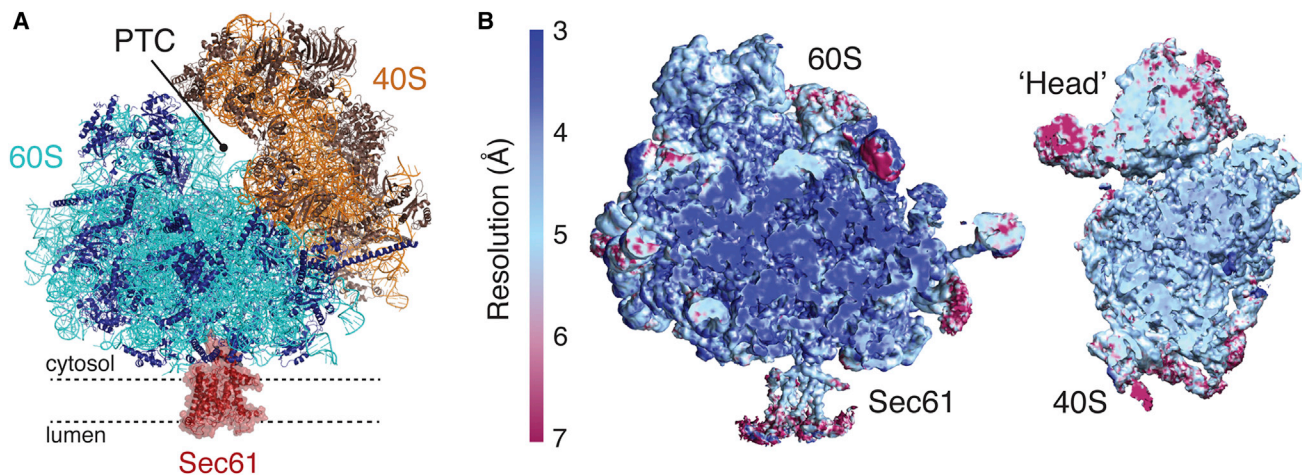 A
PTC
40S
60S
cytosol
lumen
Sec61
B
Resolution (Å)
3
4
5
6
7
60S
Sec61
'Head'
40S